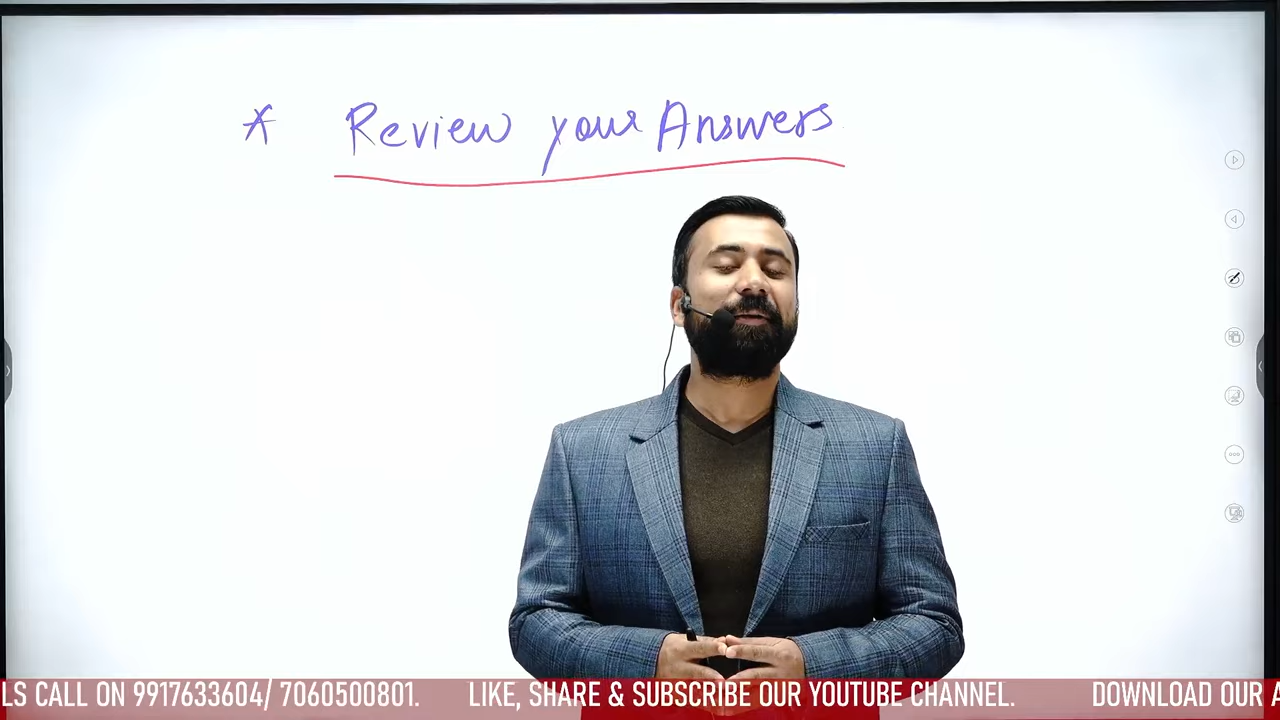 * Review your Answers
LS CALL ON 9917633604/ 7060500801. LIKE, SHARE & SUBSCRIBE OUR YOUTUBE CHANNEL. DOWNLOAD OUR A